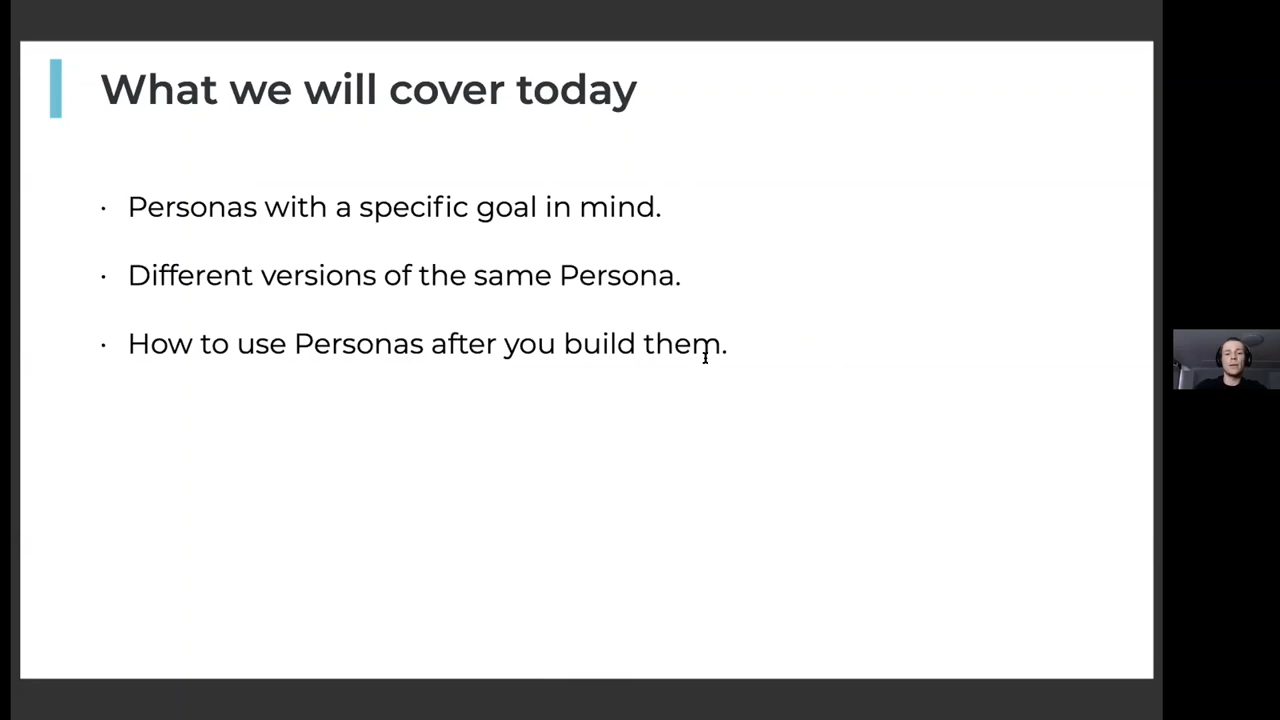 What we will cover today
· Personas with a specific goal in mind.
· Different versions of the same Persona.
· How to use Personas after you build them.